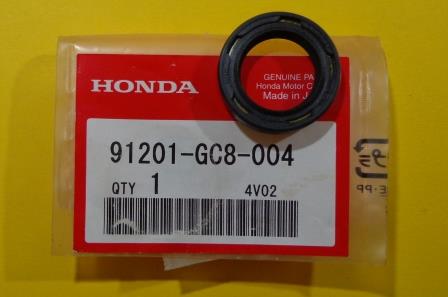 HONDA
GENUINE PA
Honda Motor C
Made in J
91201-GC8-004
QTY 1 4V02